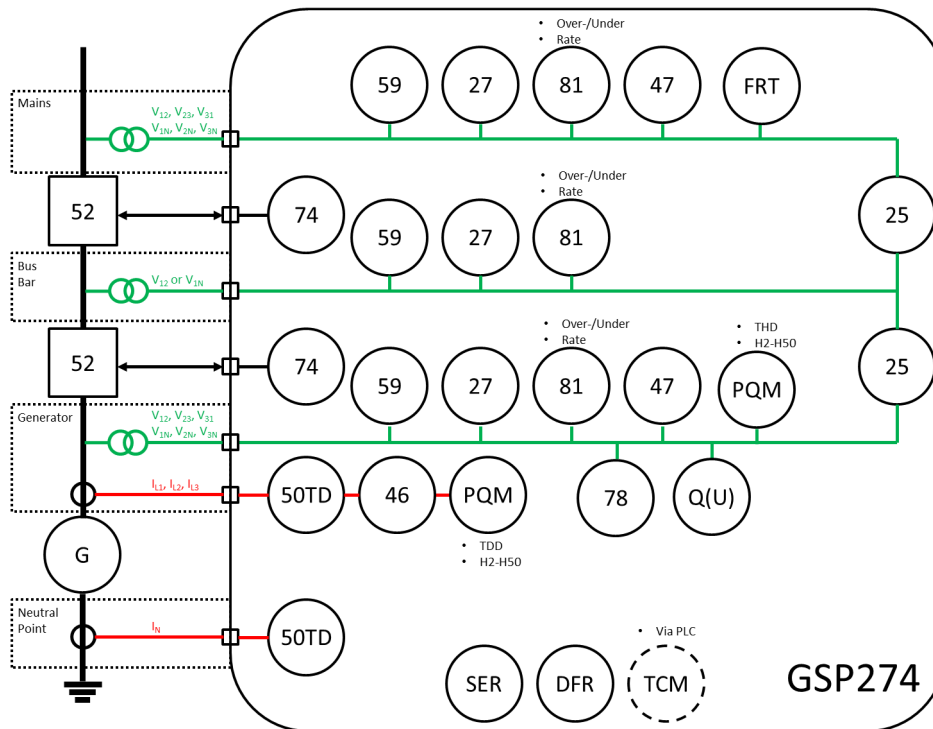 • Over-/Under
• Rate
59
27
81
47
FRT
Mains
V12, V23, V31
V1N, V2N, V3N
52
74
• Over-/Under
• Rate
59
27
81
25
Bus
Bar
V12 or V1N
52
74
• Over-/Under
• Rate
• THD
• H2-H50
59
27
81
47
PQM
25
Generator
V12, V23, V31
V1N, V2N, V3N
IL1, IL2, IL3
50TD
46
PQM
78
Q(U)
• TDD
• H2-H50
G
Neutral
Point
IN
50TD
• Via PLC
SER
DFR
TCM
GSP274